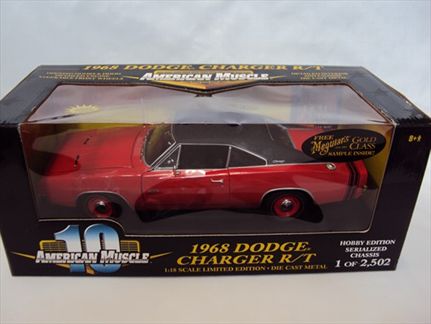 1968 DODGE CHARGER R/T
AMERICAN MUSCLE
FREE
Meguiar's GOLD CLASS
SAMPLE INSIDE!
8+
10
AMERICAN MUSCLE
1968 DODGE
CHARGER R/T
1:18 SCALE LIMITED EDITION • DIE CAST METAL
HOBBY EDITION
SERIALIZED
CHASSIS
1 OF 2,502